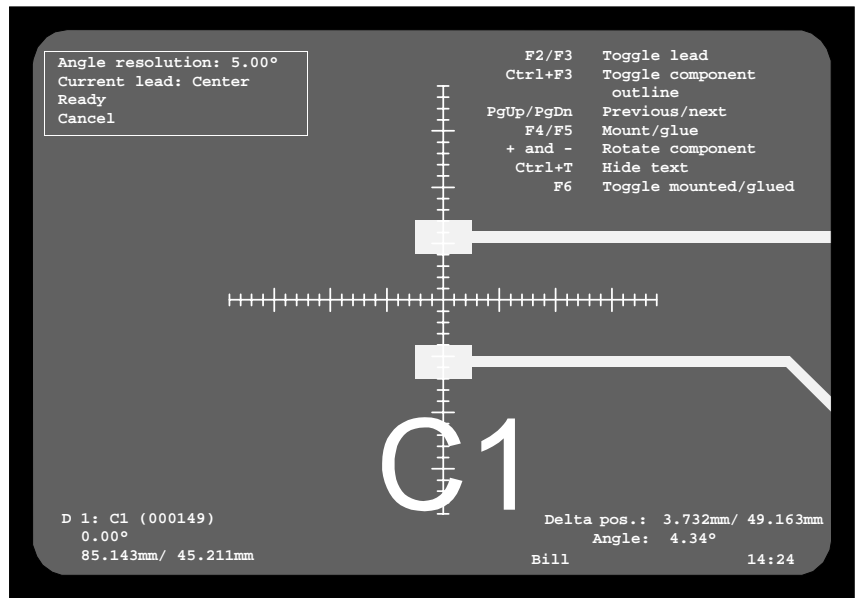 Angle resolution: 5.00°
Current lead: Center
Ready
Cancel
F2/F3 Toggle lead
Ctrl+F3 Toggle component
outline
PgUp/PgDn Previous/next
F4/F5 Mount/glue
+ and - Rotate component
Ctrl+T Hide text
F6 Toggle mounted/glued
C1
D 1: C1 (000149)
0.00°
85.143mm/ 45.211mm
Delta pos.: 3.732mm/ 49.163mm
Angle: 4.34°
Bill 14:24